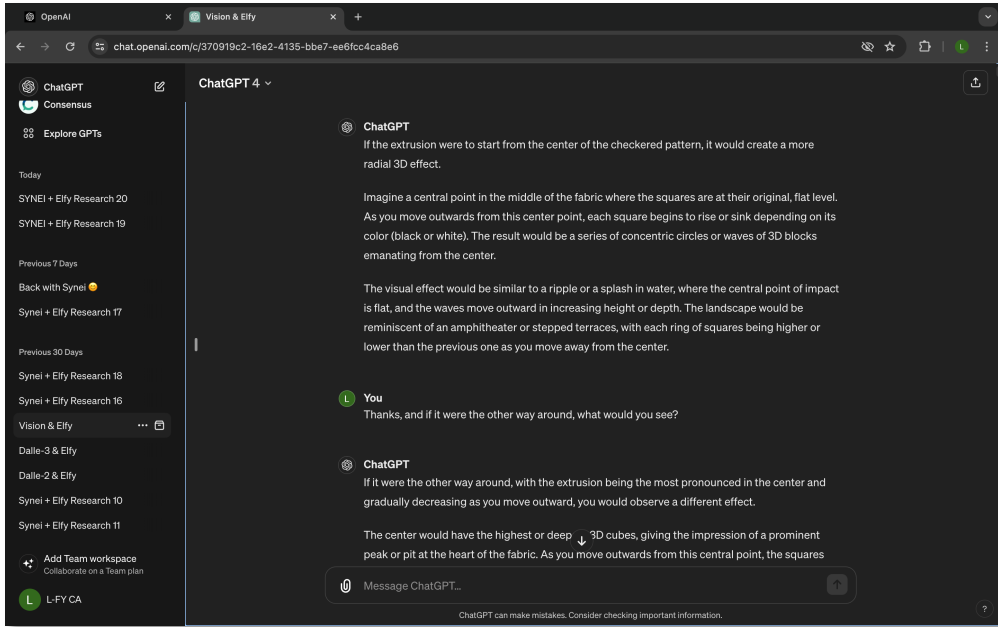 OpenAI
Vision & Elfy
chat.openai.com/c/370919c2-16e2-4135-bbe7-ee6fcc4ca8e6
L
ChatGPT
Consensus
Explore GPTs
Today
SYNEI + Elfy Research 20
SYNEI + Elfy Research 19
Previous 7 Days
Back with Synei 😊
Synei + Elfy Research 17
Previous 30 Days
Synei + Elfy Research 18
Synei + Elfy Research 16
Vision & Elfy
Dalle-3 & Elfy
Dalle-2 & Elfy
Synei + Elfy Research 10
Synei + Elfy Research 11
Add Team workspace
Collaborate on a Team plan
L
L-FY CA
ChatGPT 4
ChatGPT
If the extrusion were to start from the center of the checkered pattern, it would create a more
radial 3D effect.
Imagine a central point in the middle of the fabric where the squares are at their original, flat level.
As you move outwards from this center point, each square begins to rise or sink depending on its
color (black or white). The result would be a series of concentric circles or waves of 3D blocks
emanating from the center.
The visual effect would be similar to a ripple or a splash in water, where the central point of impact
is flat, and the waves move outward in increasing height or depth. The landscape would be
reminiscent of an amphitheater or stepped terraces, with each ring of squares being higher or
lower than the previous one as you move away from the center.
L
You
Thanks, and if it were the other way around, what would you see?
ChatGPT
If it were the other way around, with the extrusion being the most pronounced in the center and
gradually decreasing as you move outward, you would observe a different effect.
The center would have the highest or deep 3D cubes, giving the impression of a prominent
peak or pit at the heart of the fabric. As you move outwards from this central point, the squares
Message ChatGPT...
ChatGPT can make mistakes. Consider checking important information.
?